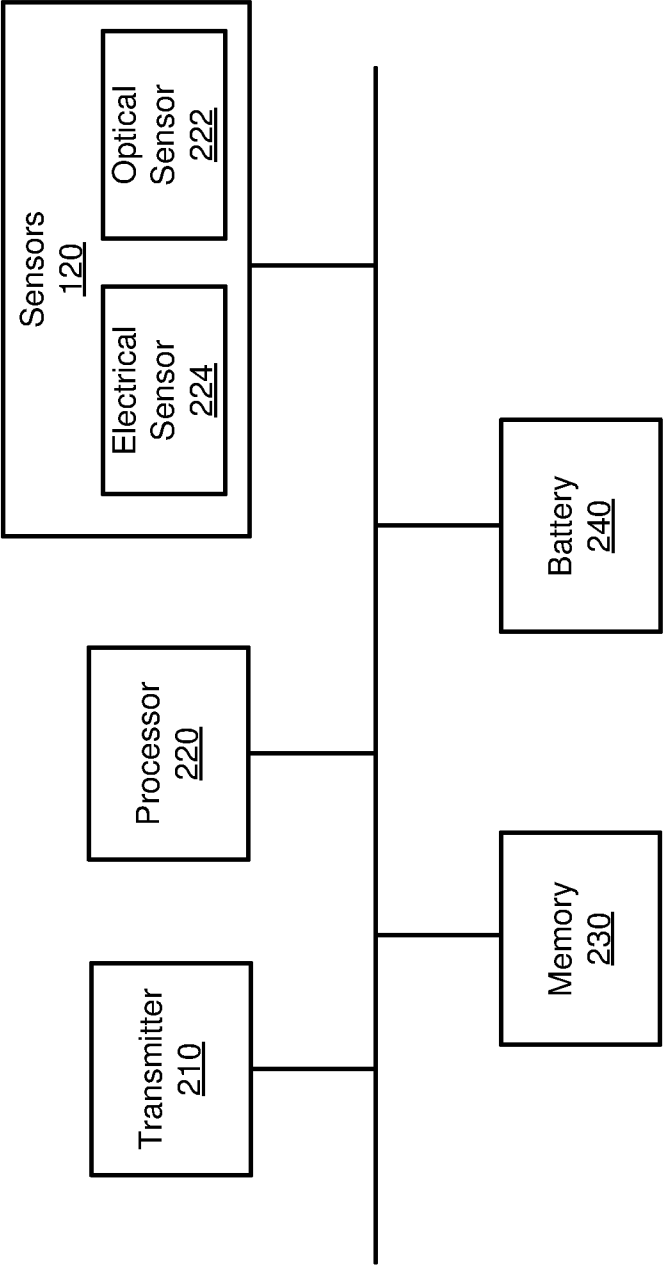 Transmitter
210
Processor
220
Sensors
120
Electrical
Sensor
224
Optical
Sensor
222
Memory
230
Battery
240